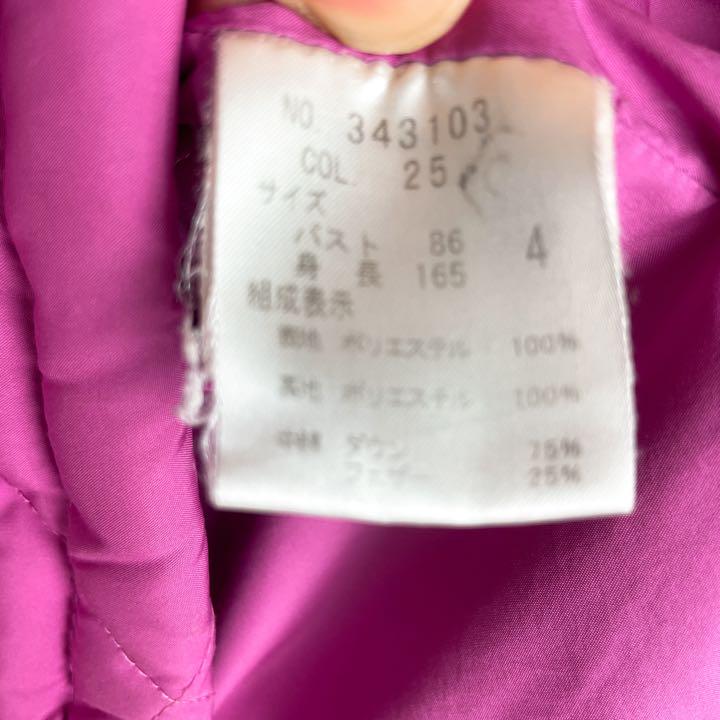 NO. 343103
COL. 25
サイズ
バスト 86 4
身長 165
組成表示
表地 ポリエステル 100%
裏地 ポリエステル 100%
中綿 ダウン 75%
フェザー 25%